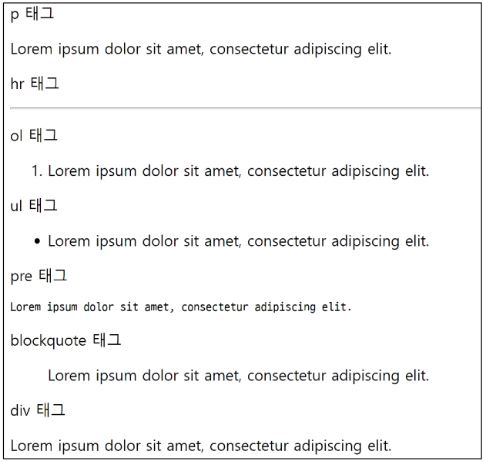 p 태그
Lorem ipsum dolor sit amet, consectetur adipiscing elit.
hr 태그
ol 태그
1. Lorem ipsum dolor sit amet, consectetur adipiscing elit.
ul 태그
• Lorem ipsum dolor sit amet, consectetur adipiscing elit.
pre 태그
Lorem ipsum dolor sit amet, consectetur adipiscing elit.
blockquote 태그
Lorem ipsum dolor sit amet, consectetur adipiscing elit.
div 태그
Lorem ipsum dolor sit amet, consectetur adipiscing elit.